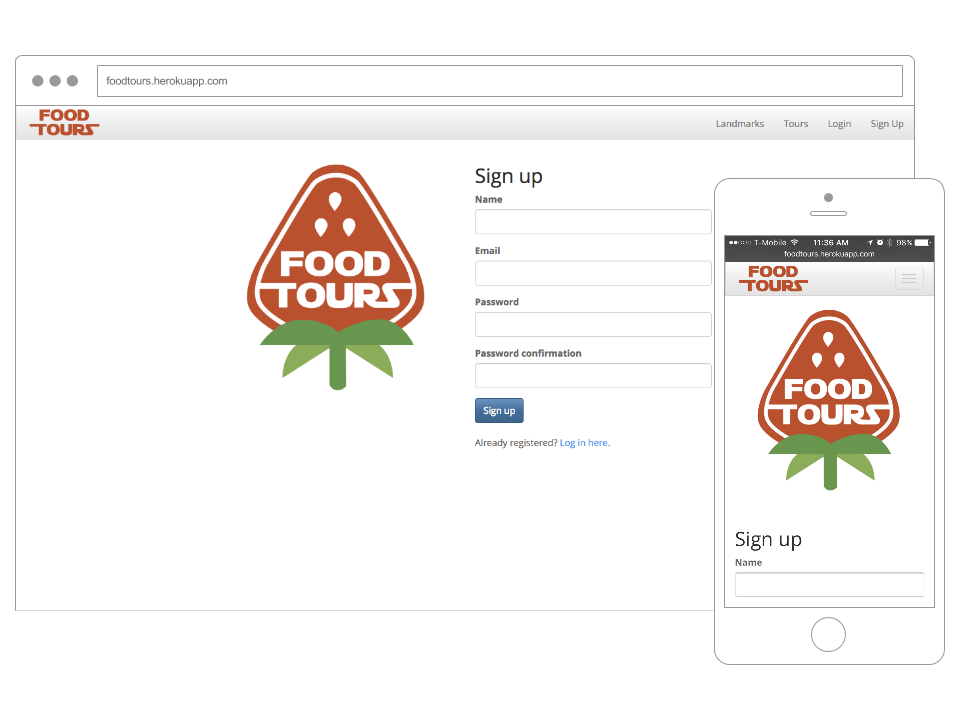 foodtours.herokuapp.com
FOOD
TOURS
Landmarks Tours Login Sign Up
FOOD
TOURS
Sign up
Name
Email
Password
Password confirmation
Sign up
Already registered? Log in here.
T-Mobile 11:36 AM 98%
foodtours.herokuapp.com
FOOD
TOURS
FOOD
TOURS
Sign up
Name